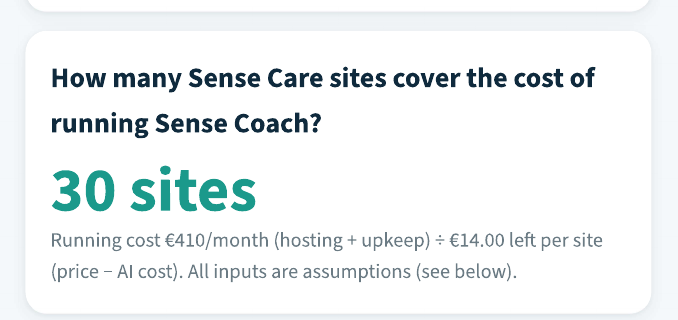 How many Sense Care sites cover the cost of
running Sense Coach?
30 sites
Running cost €410/month (hosting + upkeep) ÷ €14.00 left per site
(price − AI cost). All inputs are assumptions (see below).